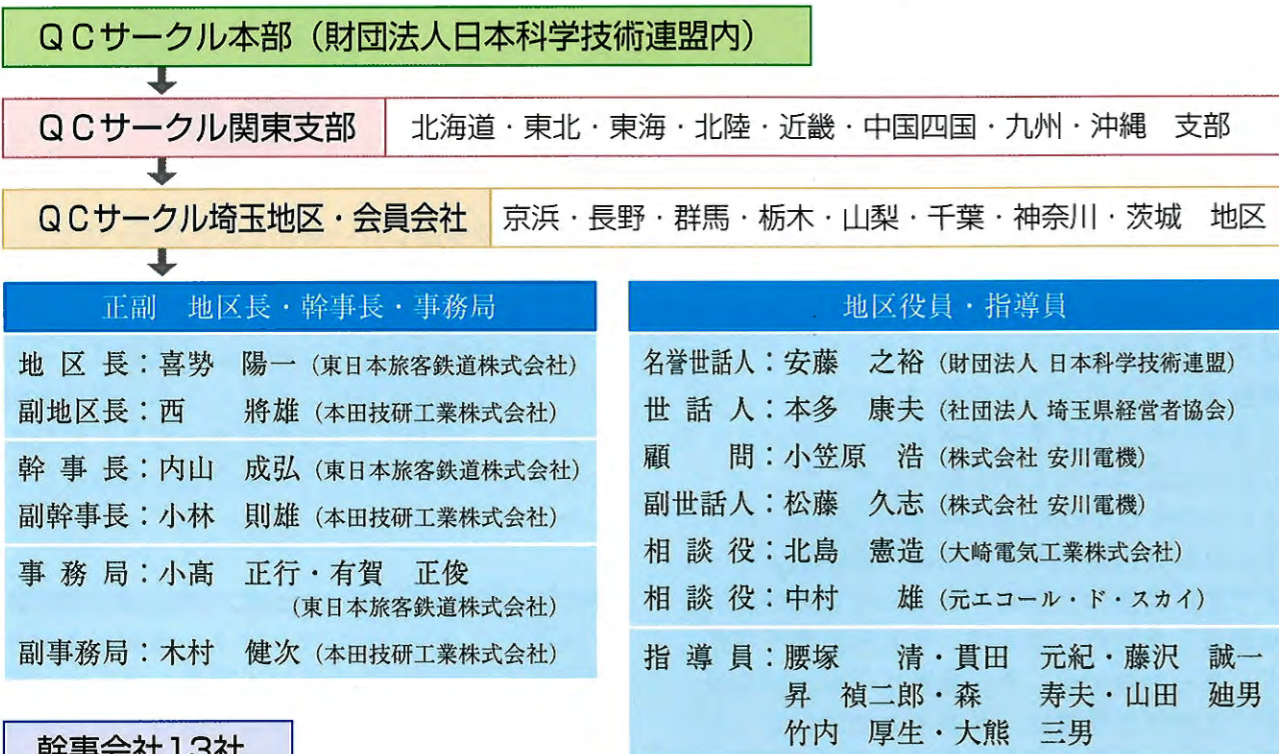 QCサークル本部（財団法人日本科学技術連盟内）
QCサークル関東支部 北海道・東北・東海・北陸・近畿・中国四国・九州・沖縄 支部
QCサークル埼玉地区・会員会社 京浜・長野・群馬・栃木・山梨・千葉・神奈川・茨城 地区
正副 地区長・幹事長・事務局
地区長：喜㔟 陽一（東日本旅客鉄道株式会社）
副地区長：西 將雄（本田技研工業株式会社）
幹事長：内山 成弘（東日本旅客鉄道株式会社）
副幹事長：小林 則雄（本田技研工業株式会社）
事務局：小髙 正行・有賀 正俊
（東日本旅客鉄道株式会社）
副事務局：木村 健次（本田技研工業株式会社）
地区役員・指導員
名誉世話人：安藤 之裕（財団法人 日本科学技術連盟）
世話人：本多 康夫（社団法人 埼玉県経営者協会）
顧問：小笠原 浩（株式会社 安川電機）
副世話人：松藤 久志（株式会社 安川電機）
相談役：北島 憲造（大崎電気工業株式会社）
相談役：中村 雄（元エコール・ド・スカイ）
指導員：腰塚 清・貫田 元紀・藤沢 誠一
昇 禎二郎・森 寿夫・山田 廸男
竹内 厚生・大熊 三男
幹事会社13社